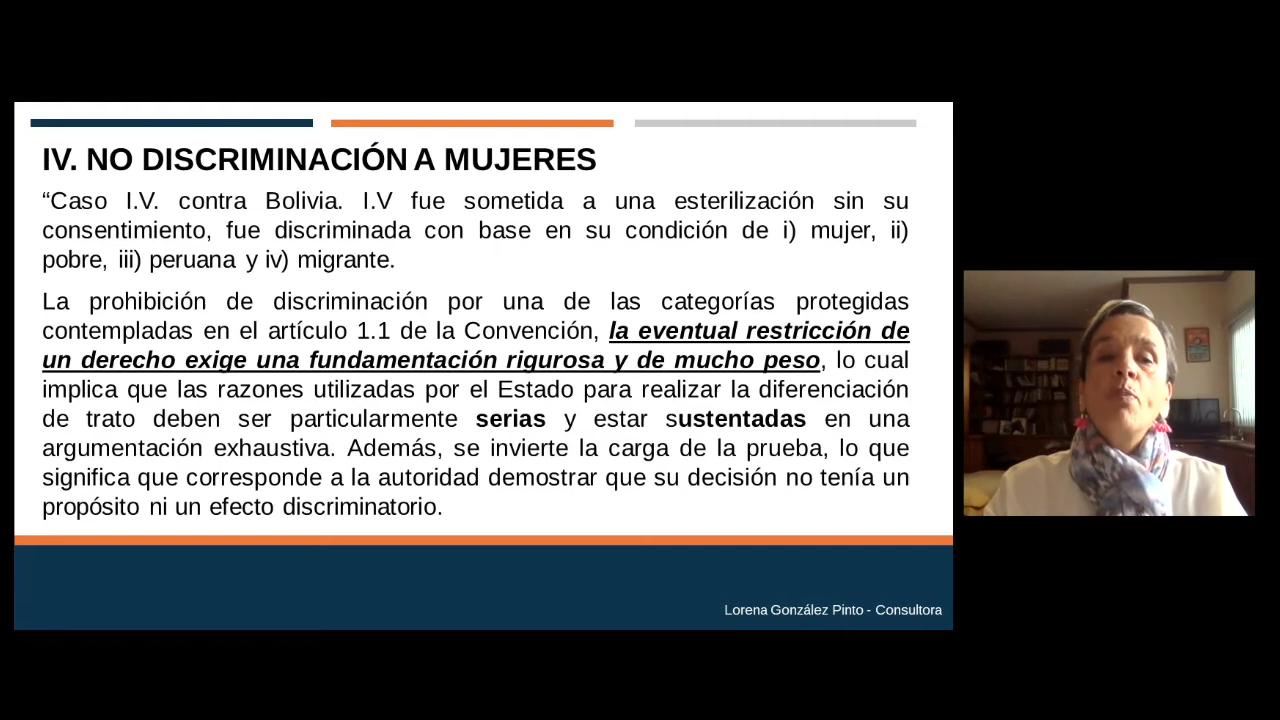 IV. NO DISCRIMINACIÓN A MUJERES
“Caso I.V. contra Bolivia. I.V fue sometida a una esterilización sin su
consentimiento, fue discriminada con base en su condición de i) mujer, ii)
pobre, iii) peruana y iv) migrante.
La prohibición de discriminación por una de las categorías protegidas
contempladas en el artículo 1.1 de la Convención, la eventual restricción de
un derecho exige una fundamentación rigurosa y de mucho peso, lo cual
implica que las razones utilizadas por el Estado para realizar la diferenciación
de trato deben ser particularmente serias y estar sustentadas en una
argumentación exhaustiva. Además, se invierte la carga de la prueba, lo que
significa que corresponde a la autoridad demostrar que su decisión no tenía un
propósito ni un efecto discriminatorio.
Lorena González Pinto - Consultora